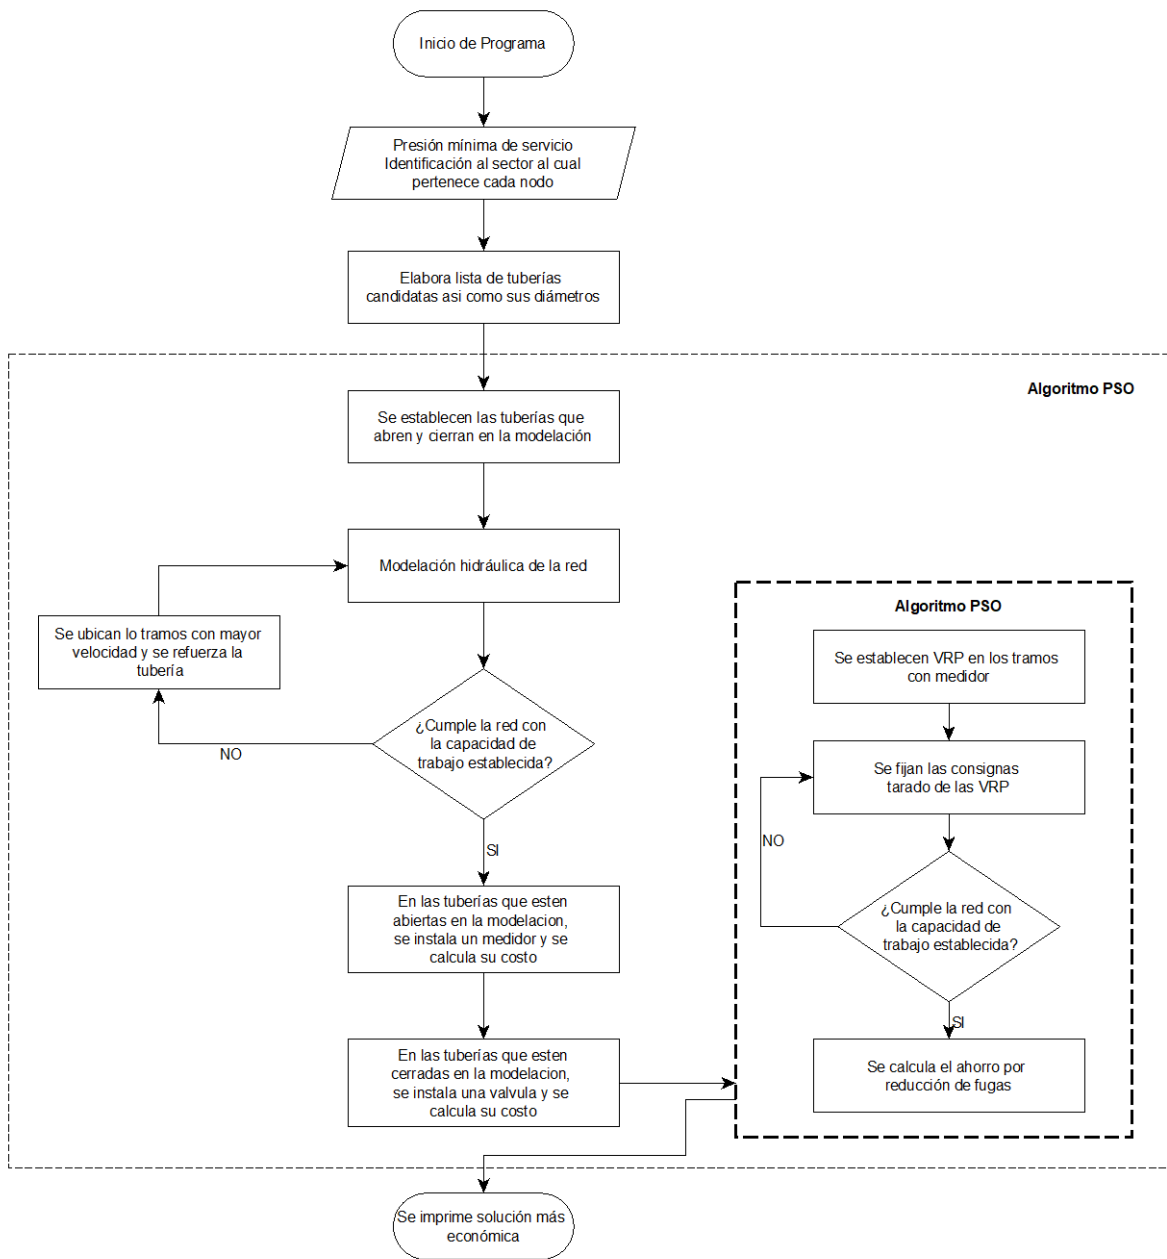 Inicio de Programa
Presión mínima de servicio
Identificación al sector al cual
pertenece cada nodo
Elabora lista de tuberías
candidatas asi como sus diámetros
Algoritmo PSO
Se establecen las tuberías que
abren y cierran en la modelación
Modelación hidráulica de la red
Se ubican lo tramos con mayor
velocidad y se refuerza la
tubería
¿Cumple la red con
la capacidad de
trabajo establecida?
NO
SI
En las tuberías que esten
abiertas en la modelacion,
se instala un medidor y se
calcula su costo
En las tuberías que esten
cerradas en la modelacion,
se instala una valvula y se
calcula su costo
Algoritmo PSO
Se establecen VRP en los tramos
con medidor
Se fijan las consignas
tarado de las VRP
NO
¿Cumple la red con
la capacidad de
trabajo establecida?
SI
Se calcula el ahorro por
reducción de fugas
Se imprime solución más
económica